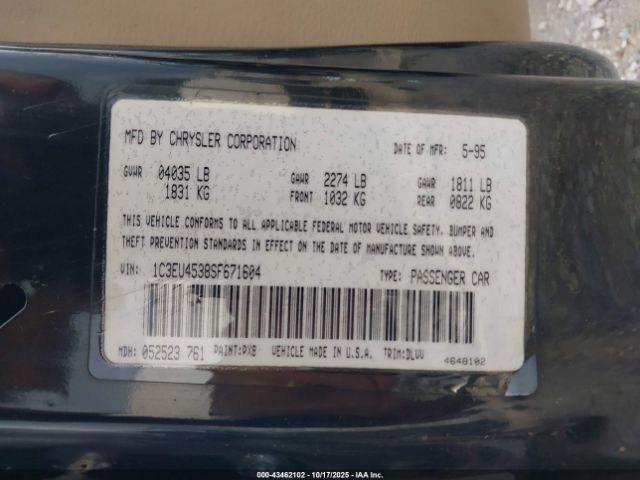 MFD BY CHRYSLER CORPORATION DATE OF MFR: 5-95
GVWR 04035 LB GAWR 2274 LB GAWR 1811 LB
1831 KG FRONT 1032 KG REAR 0822 KG
THIS VEHICLE CONFORMS TO ALL APPLICABLE FEDERAL MOTOR VEHICLE SAFETY, BUMPER AND
THEFT PREVENTION STANDARDS IN EFFECT ON THE DATE OF MANUFACTURE SHOWN ABOVE.
VIN: 1C3EU4538SF671604 TYPE: PASSENGER CAR
MDH: 052523 761 PAINT:PXB VEHICLE MADE IN U.S.A. TRIM:DLVV
4648102
000-43462102 | 10/17/2025 | IAA, Inc.